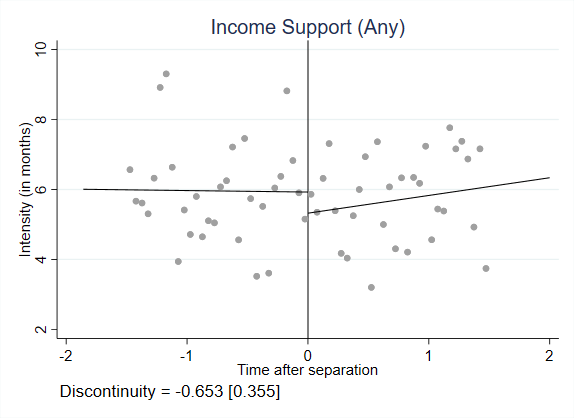 Income Support (Any)
Intensity (in months)
10
8
6
4
2
-2 -1 0 1 2
Time after separation
Discontinuity = -0.653 [0.355]